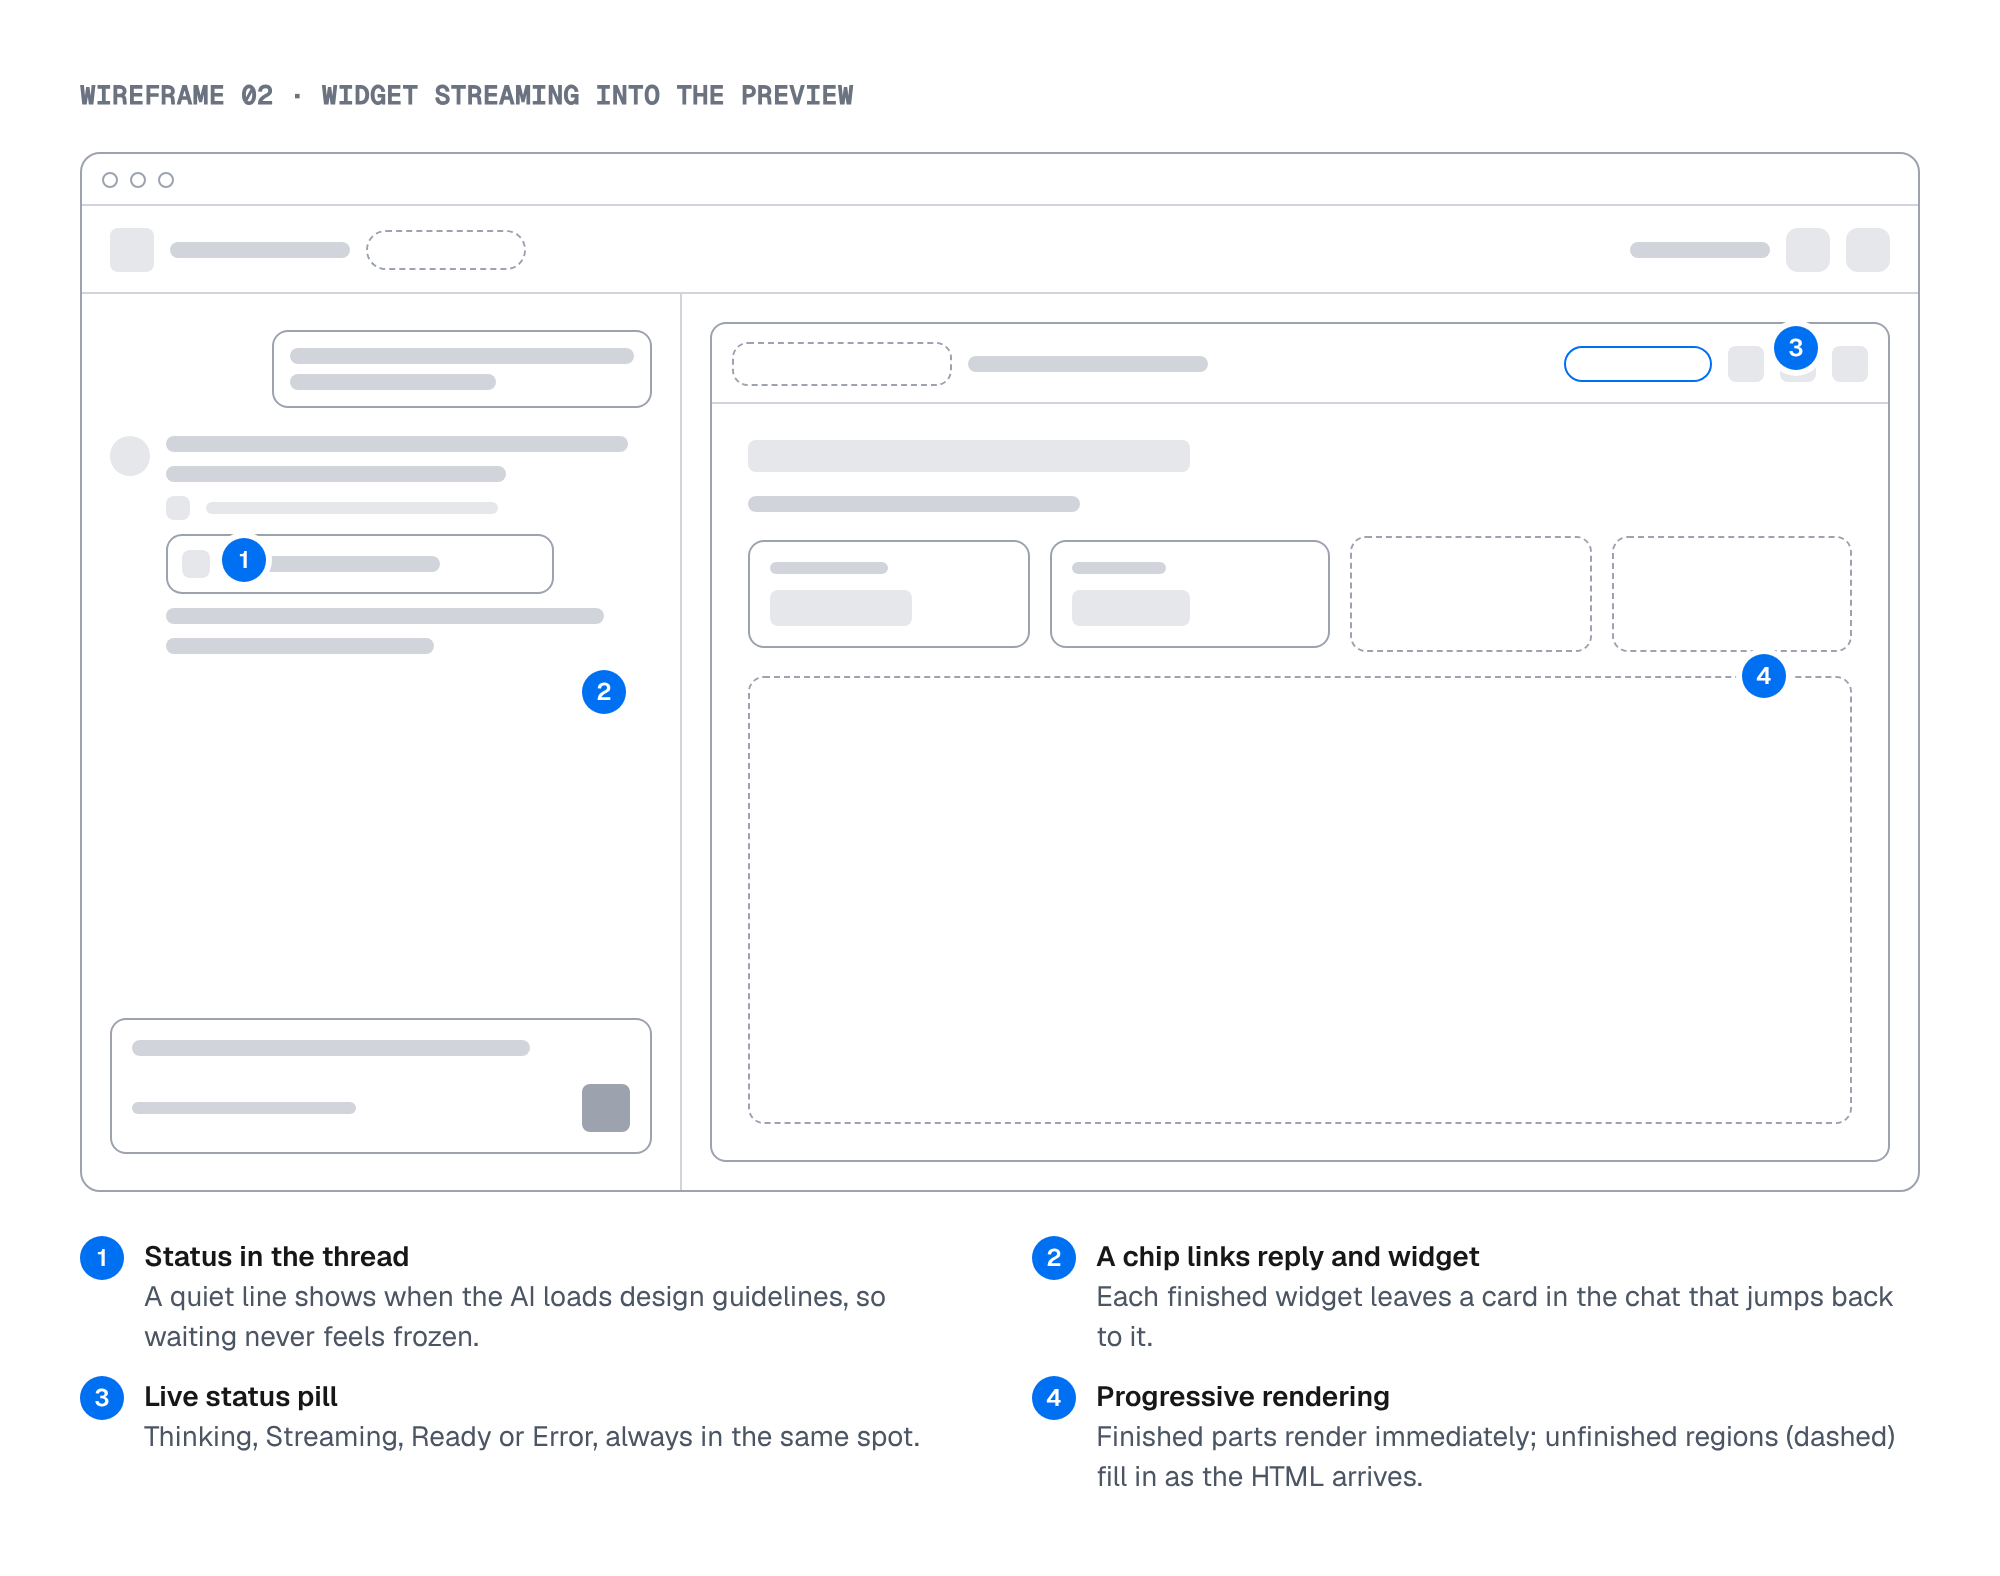 WIREFRAME 02 · WIDGET STREAMING INTO THE PREVIEW
3
1
2
4
1 Status in the thread
A quiet line shows when the AI loads design guidelines, so
waiting never feels frozen.
2 A chip links reply and widget
Each finished widget leaves a card in the chat that jumps back
to it.
3 Live status pill
Thinking, Streaming, Ready or Error, always in the same spot.
4 Progressive rendering
Finished parts render immediately; unfinished regions (dashed)
fill in as the HTML arrives.